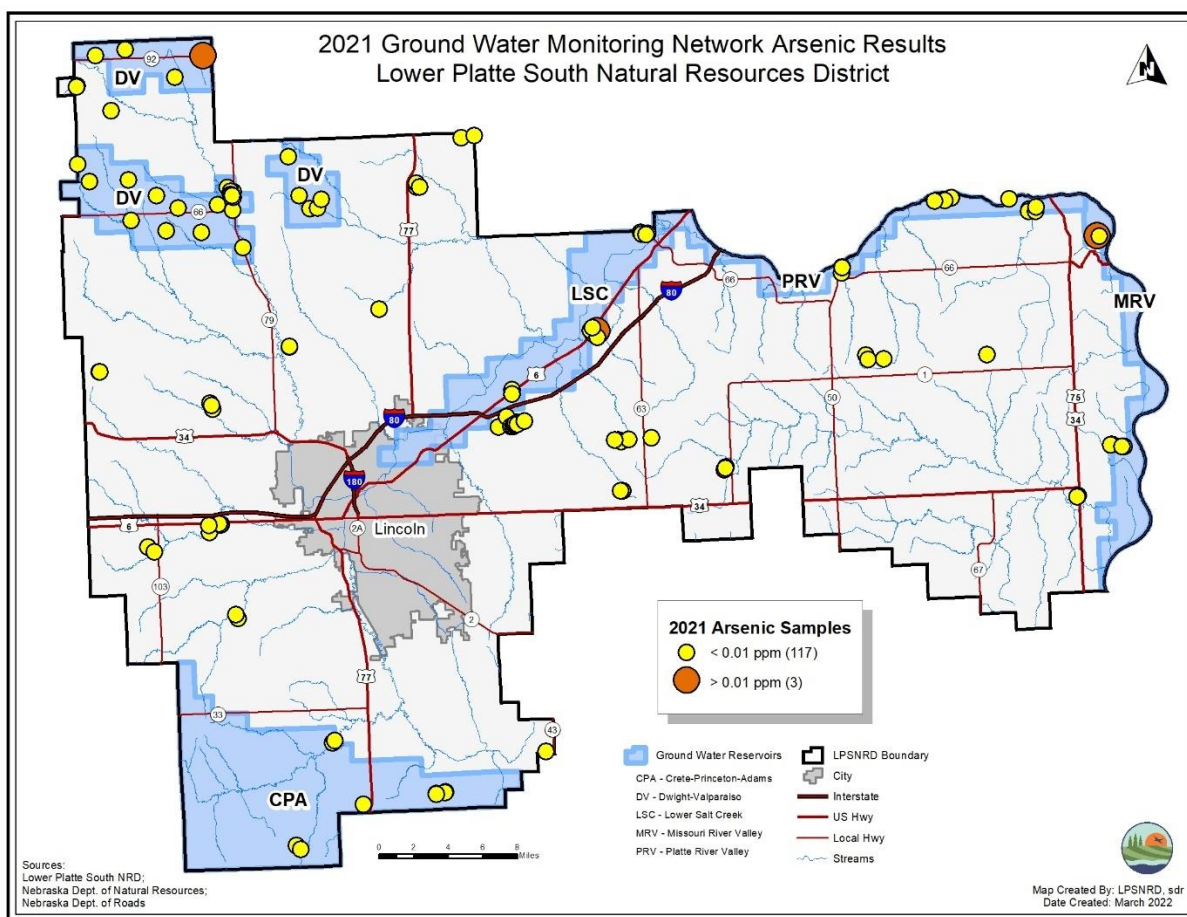 2021 Ground Water Monitoring Network Arsenic Results
Lower Platte South Natural Resources District
N
92
DV
DV
DV
66
77
79
LSC
80
66
PRV
66
MRV
6
63
50
1
75
34
34
80
180
6
Lincoln
2A
34
103
2
67
77
33
43
CPA
2021 Arsenic Samples
< 0.01 ppm (117)
> 0.01 ppm (3)
Ground Water Reservoirs
CPA - Crete-Princeton-Adams
DV - Dwight-Valparaiso
LSC - Lower Salt Creek
MRV - Missouri River Valley
PRV - Platte River Valley
LPSNRD Boundary
City
Interstate
US Hwy
Local Hwy
Streams
0 2 4 6 8
Miles
Sources:
Lower Platte South NRD;
Nebraska Dept. of Natural Resources;
Nebraska Dept. of Roads
Map Created By: LPSNRD, sdr
Date Created: March 2022